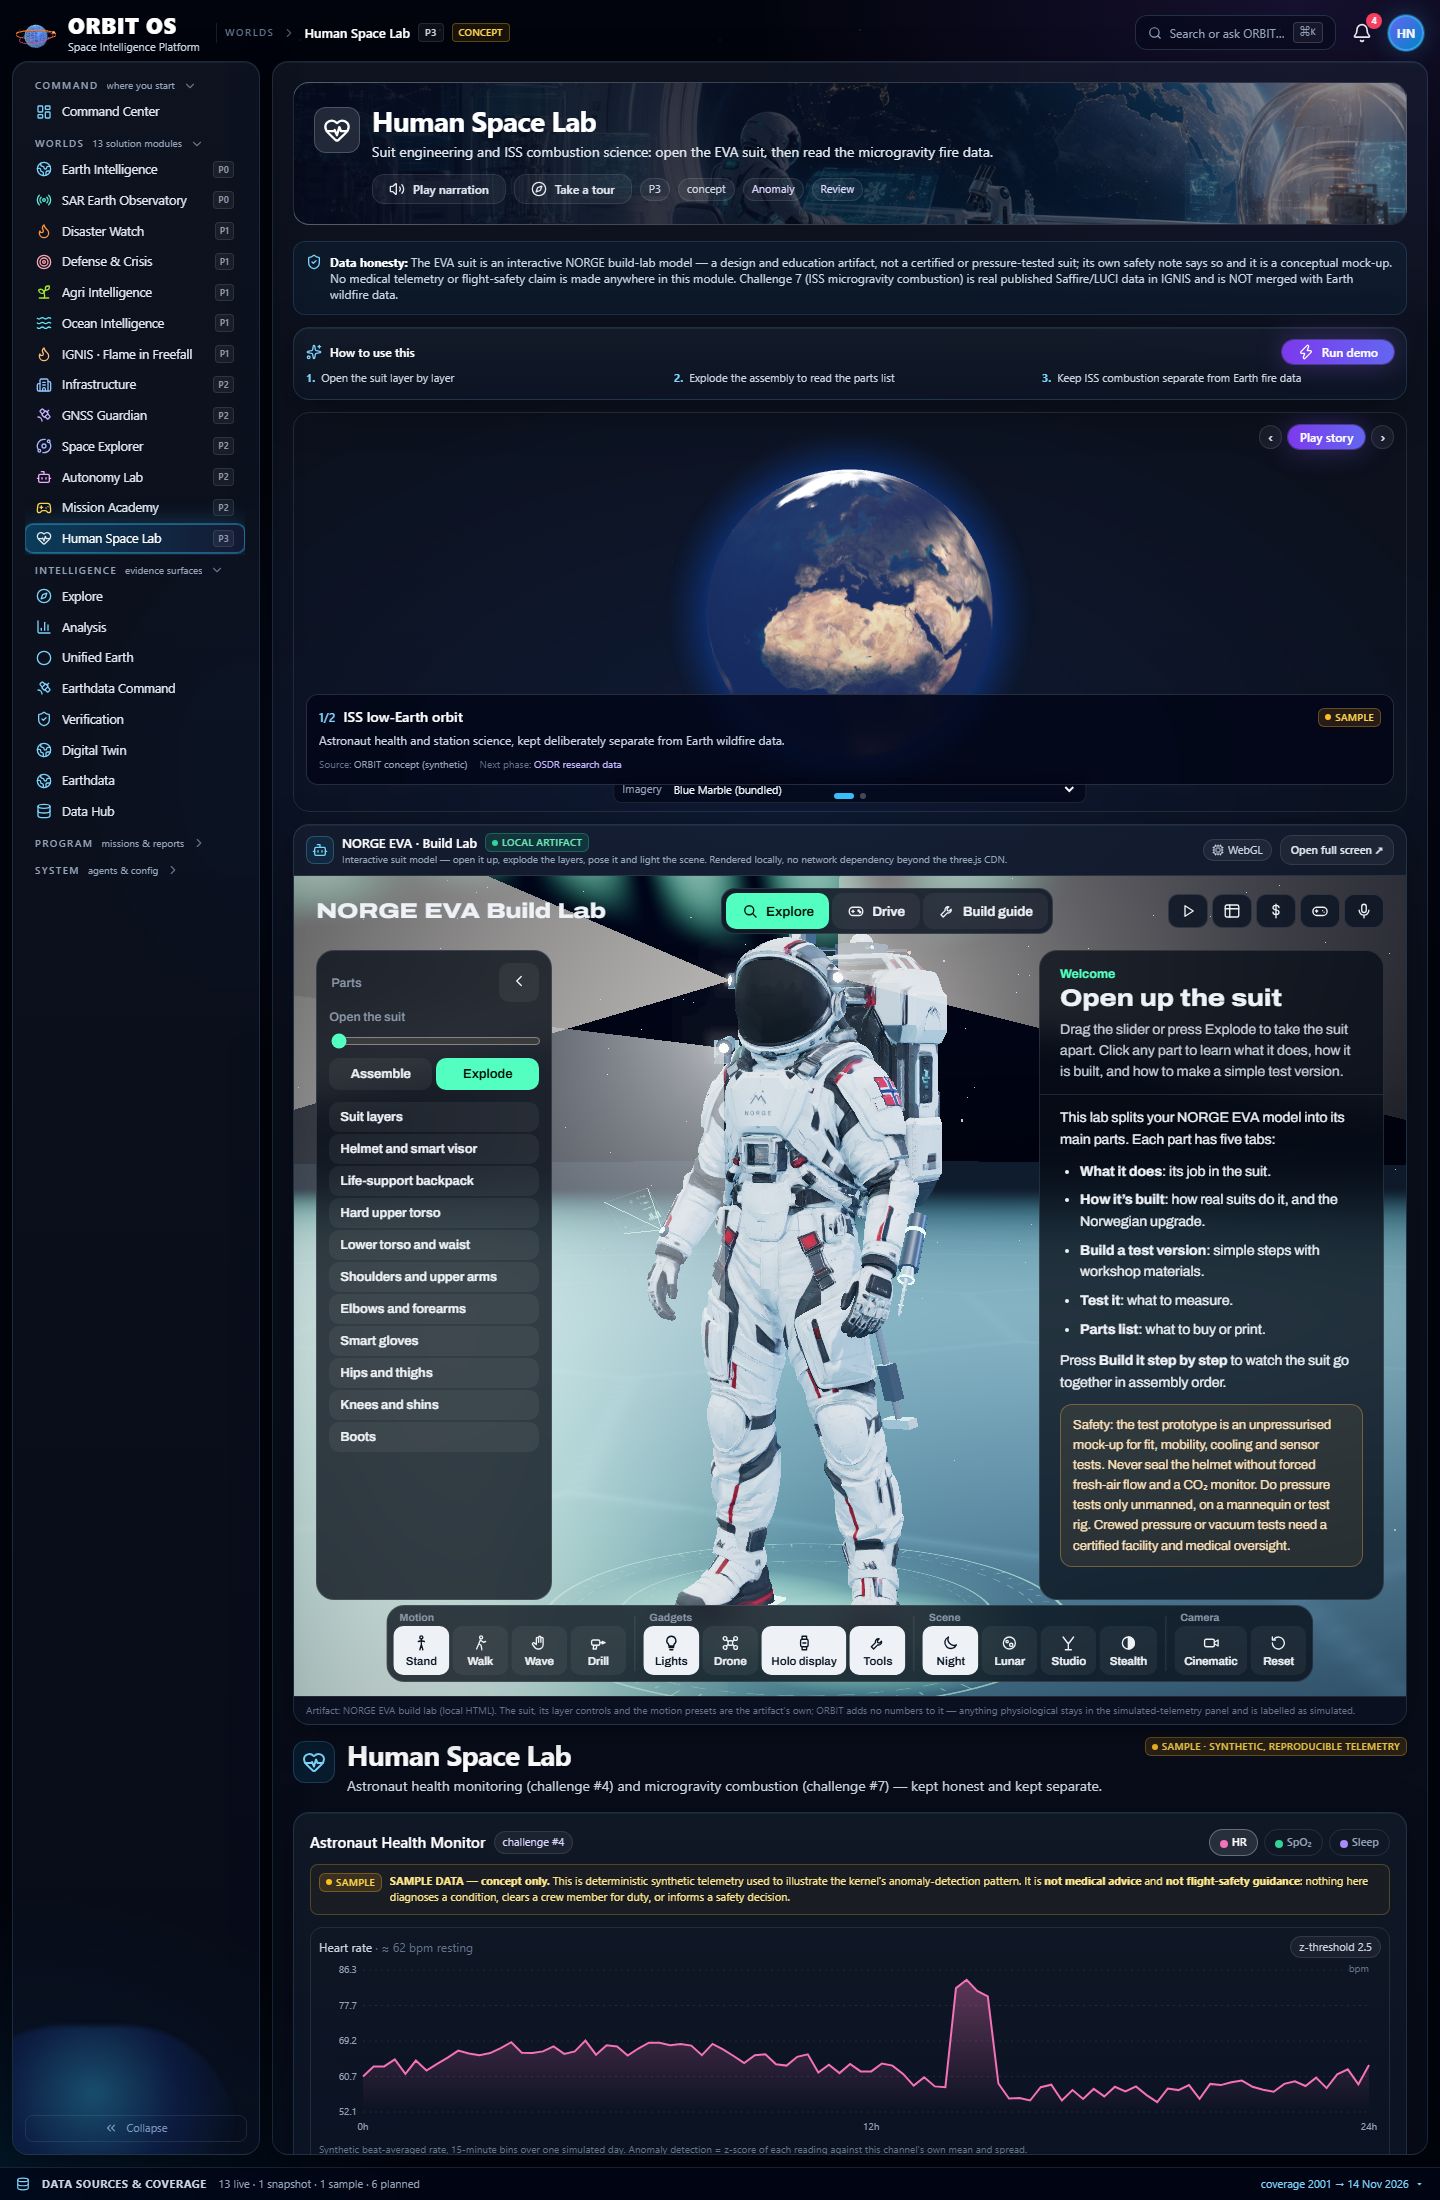 ORBIT OS
Space Intelligence Platform
WORLDS
Human Space Lab
P3
CONCEPT
Search or ask ORBIT...
⌘K
4
HN
COMMAND where you start
Command Center
WORLDS 13 solution modules
Earth Intelligence P0
SAR Earth Observatory P0
Disaster Watch P1
Defense & Crisis P1
Agri Intelligence P1
Ocean Intelligence P1
IGNIS · Flame in Freefall P1
Infrastructure P2
GNSS Guardian P2
Space Explorer P2
Autonomy Lab P2
Mission Academy P2
Human Space Lab P3
INTELLIGENCE evidence surfaces
Explore
Analysis
Unified Earth
Earthdata Command
Verification
Digital Twin
Earthdata
Data Hub
PROGRAM missions & reports
SYSTEM agents & config
Collapse
Human Space Lab
Suit engineering and ISS combustion science: open the EVA suit, then read the microgravity fire data.
Play narration
Take a tour
P3
concept
Anomaly
Review
Data honesty: The EVA suit is an interactive NORGE build-lab model — a design and education artifact, not a certified or pressure-tested suit; its own safety note says so and it is a conceptual mock-up.
No medical telemetry or flight-safety claim is made anywhere in this module. Challenge 7 (ISS microgravity combustion) is real published Saffire/LUCI data in IGNIS and is NOT merged with Earth
wildfire data.
How to use this
Run demo
1. Open the suit layer by layer
2. Explode the assembly to read the parts list
3. Keep ISS combustion separate from Earth fire data
‹
Play story
›
1/2 ISS low-Earth orbit
SAMPLE
Astronaut health and station science, kept deliberately separate from Earth wildfire data.
Source: ORBIT concept (synthetic) Next phase: OSDR research data
Imagery Blue Marble (bundled)
NORGE EVA · Build Lab
LOCAL ARTIFACT
Interactive suit model — open it up, explode the layers, pose it and light the scene. Rendered locally, no network dependency beyond the three.js CDN.
WebGL
Open full screen ↗
NORGE EVA Build Lab
Explore
Drive
Build guide
$
Parts
Open the suit
Assemble
Explode
Suit layers
Helmet and smart visor
Life-support backpack
Hard upper torso
Lower torso and waist
Shoulders and upper arms
Elbows and forearms
Smart gloves
Hips and thighs
Knees and shins
Boots
NORGE
Welcome
Open up the suit
Drag the slider or press Explode to take the suit
apart. Click any part to learn what it does, how it
is built, and how to make a simple test version.
This lab splits your NORGE EVA model into its
main parts. Each part has five tabs:
• What it does: its job in the suit.
• How it's built: how real suits do it, and the
Norwegian upgrade.
• Build a test version: simple steps with
workshop materials.
• Test it: what to measure.
• Parts list: what to buy or print.
Press Build it step by step to watch the suit go
together in assembly order.
Safety: the test prototype is an unpressurised
mock-up for fit, mobility, cooling and sensor
tests. Never seal the helmet without forced
fresh-air flow and a CO₂ monitor. Do pressure
tests only unmanned, on a mannequin or test
rig. Crewed pressure or vacuum tests need a
certified facility and medical oversight.
Motion
Stand
Walk
Wave
Drill
Gadgets
Lights
Drone
Holo display
Tools
Scene
Night
Lunar
Studio
Stealth
Camera
Cinematic
Reset
Artifact: NORGE EVA build lab (local HTML). The suit, its layer controls and the motion presets are the artifact's own; ORBIT adds no numbers to it — anything physiological stays in the simulated-telemetry panel and is labelled as simulated.
Human Space Lab
SAMPLE · SYNTHETIC, REPRODUCIBLE TELEMETRY
Astronaut health monitoring (challenge #4) and microgravity combustion (challenge #7) — kept honest and kept separate.
Astronaut Health Monitor
challenge #4
HR
SpO₂
Sleep
SAMPLE
SAMPLE DATA — concept only. This is deterministic synthetic telemetry used to illustrate the kernel's anomaly-detection pattern. It is not medical advice and not flight-safety guidance: nothing here
diagnoses a condition, clears a crew member for duty, or informs a safety decision.
Heart rate · ≈ 62 bpm resting
z-threshold 2.5
86.3
bpm
77.7
69.2
60.7
52.1
0h
12h
24h
Synthetic beat-averaged rate, 15-minute bins over one simulated day. Anomaly detection = z-score of each reading against this channel's own mean and spread.
DATA SOURCES & COVERAGE 13 live · 1 snapshot · 1 sample · 6 planned
coverage 2001 → 14 Nov 2026